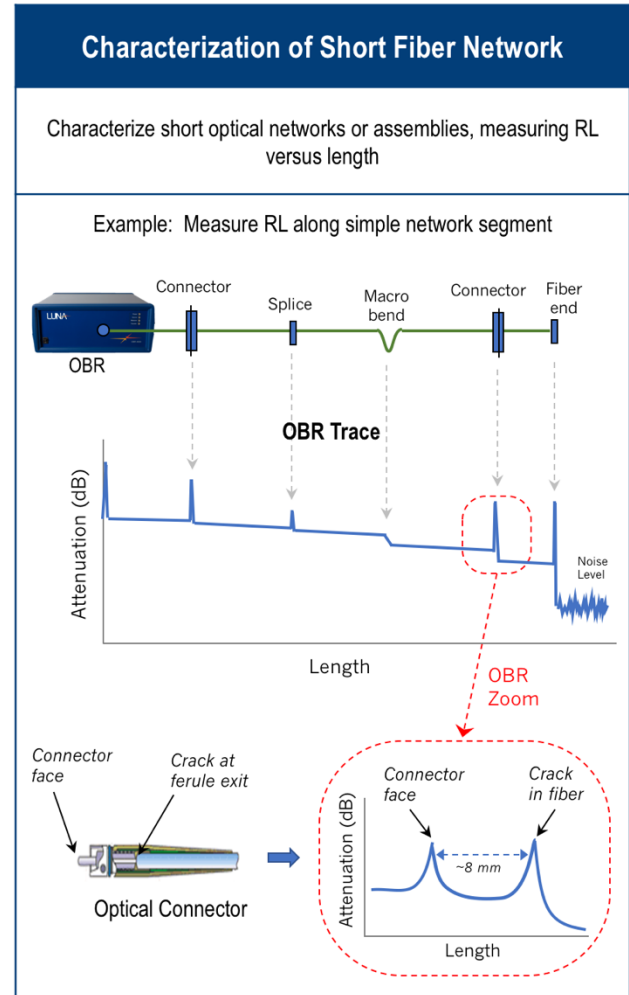 Characterization of Short Fiber Network
Characterize short optical networks or assemblies, measuring RL
versus length
Example: Measure RL along simple network segment
Connector
Splice
Macro
bend
Connector
Fiber
end
LUNA
OBR
OBR Trace
Attenuation (dB)
Noise
Level
Length
OBR
Zoom
Connector
face
Crack at
ferule exit
Optical Connector
Connector
face
Crack
in fiber
Attenuation (dB)
~8 mm
Length